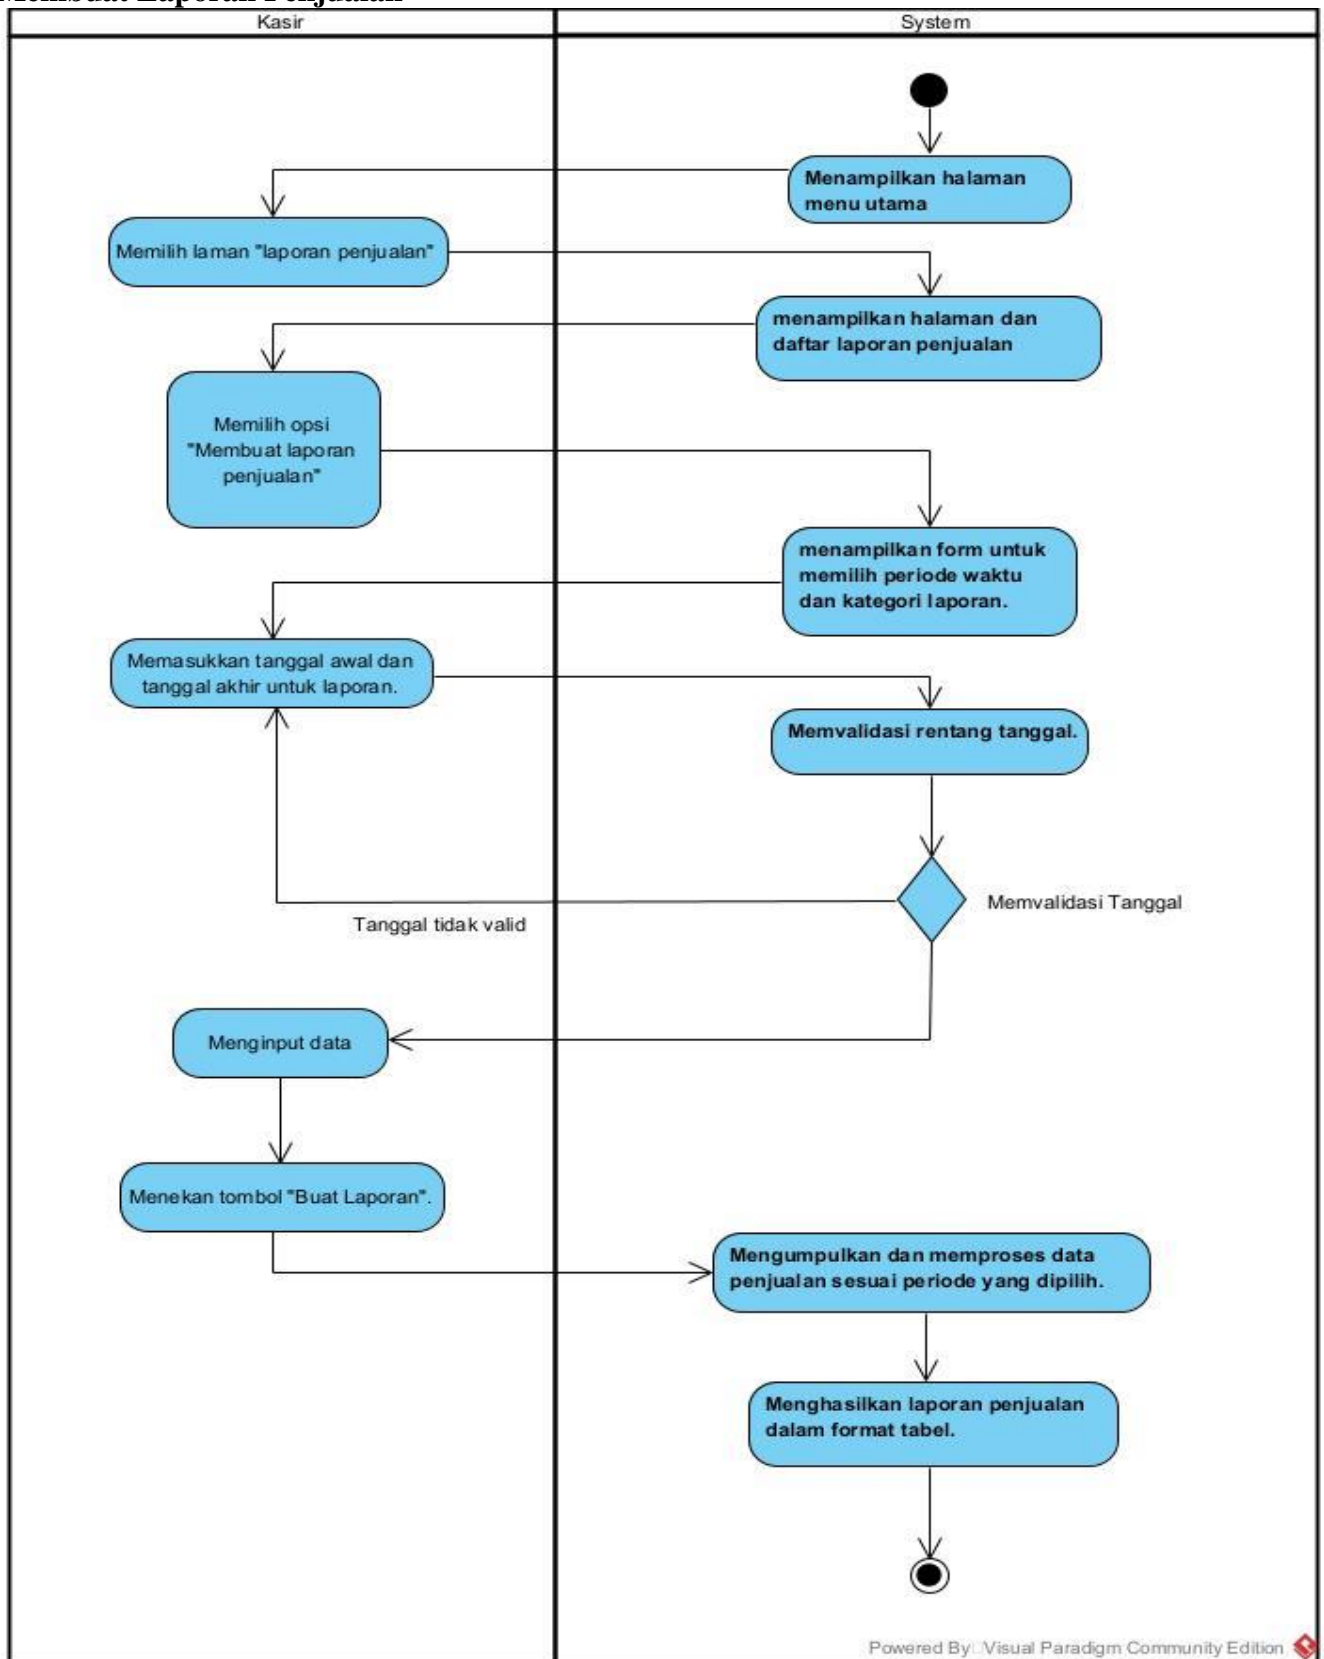 Membuat Laporan Penjualan
Kasir
System
Menampilkan halaman
menu utama
Memilih laman "laporan penjualan"
menampilkan halaman dan
daftar laporan penjualan
Memilih opsi
"Membuat laporan
penjualan"
menampilkan form untuk
memilih periode waktu
dan kategori laporan.
Memasukkan tanggal awal dan
tanggal akhir untuk laporan.
Memvalidasi rentang tanggal.
Memvalidasi Tanggal
Tanggal tidak valid
Menginput data
Menekan tombol "Buat Laporan".
Mengumpulkan dan memproses data
penjualan sesuai periode yang dipilih.
Menghasilkan laporan penjualan
dalam format tabel.
Powered By Visual Paradigm Community Edition